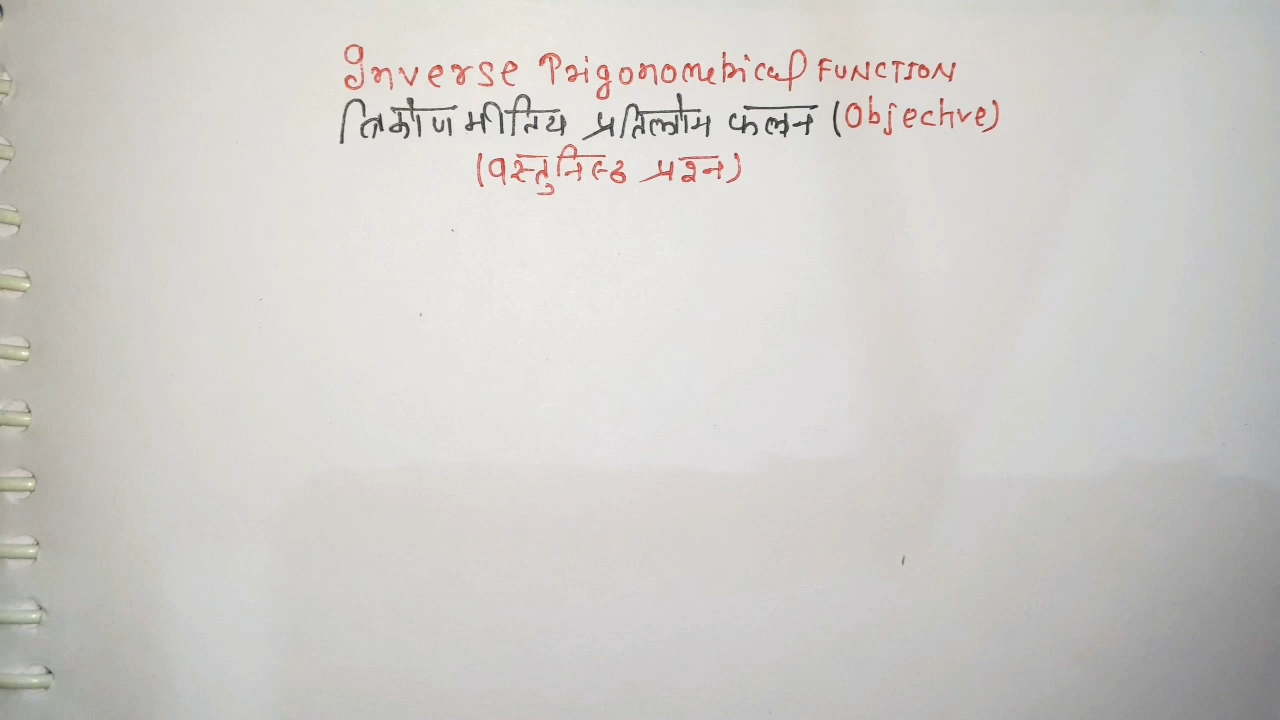 Inverse Trigonometrical FUNCTION
त्रिकोणमीतिय प्रतिलोम फलन (Objective)
(वस्तुनिष्ठ प्रश्न)